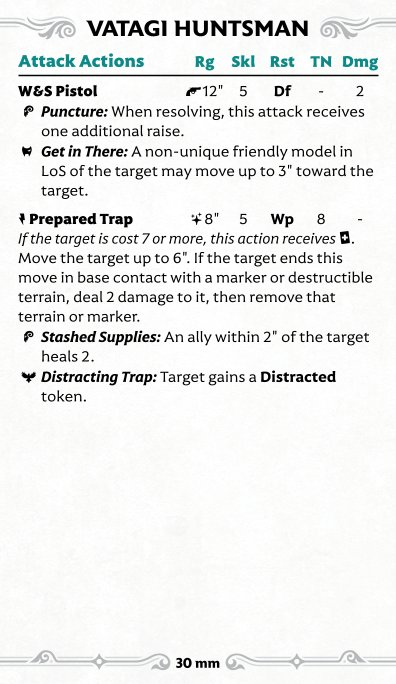 VATAGI HUNTSMAN
Attack Actions Rg Skl Rst TN Dmg
W&S Pistol 12" 5 Df - 2
Puncture: When resolving, this attack receives
one additional raise.
Get in There: A non-unique friendly model in
LoS of the target may move up to 3" toward the
target.
Prepared Trap 8" 5 Wp 8 -
If the target is cost 7 or more, this action receives .
Move the target up to 6". If the target ends this
move in base contact with a marker or destructible
terrain, deal 2 damage to it, then remove that
terrain or marker.
Stashed Supplies: An ally within 2" of the target
heals 2.
Distracting Trap: Target gains a Distracted
token.
30 mm